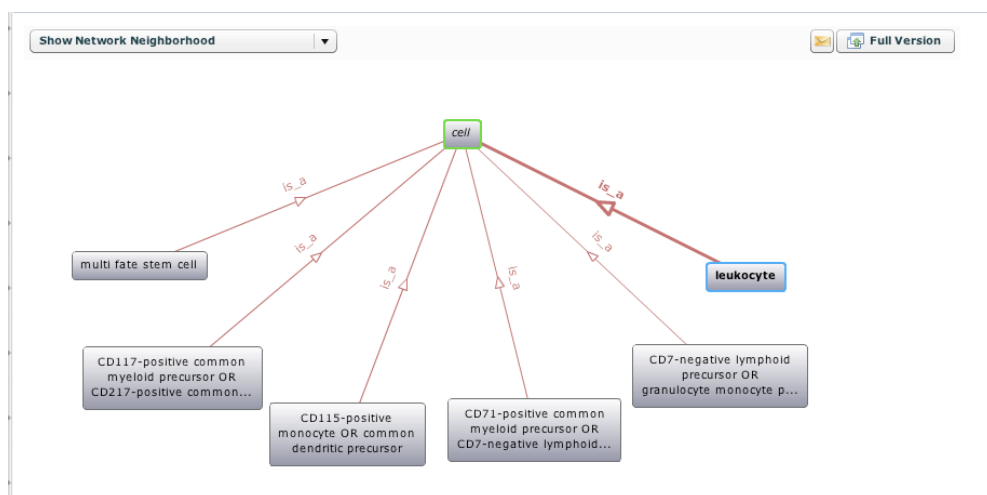 Show Network Neighborhood
Full Version
cell
is_a
is_a
is_a
is_a
is_a
is_a
multi fate stem cell
leukocyte
CD117-positive common
myeloid precursor OR
CD217-positive common...
CD115-positive
monocyte OR common
dendritic precursor
CD71-positive common
myeloid precursor OR
CD7-negative lymphoid...
CD7-negative lymphoid
precursor OR
granulocyte monocyte p...